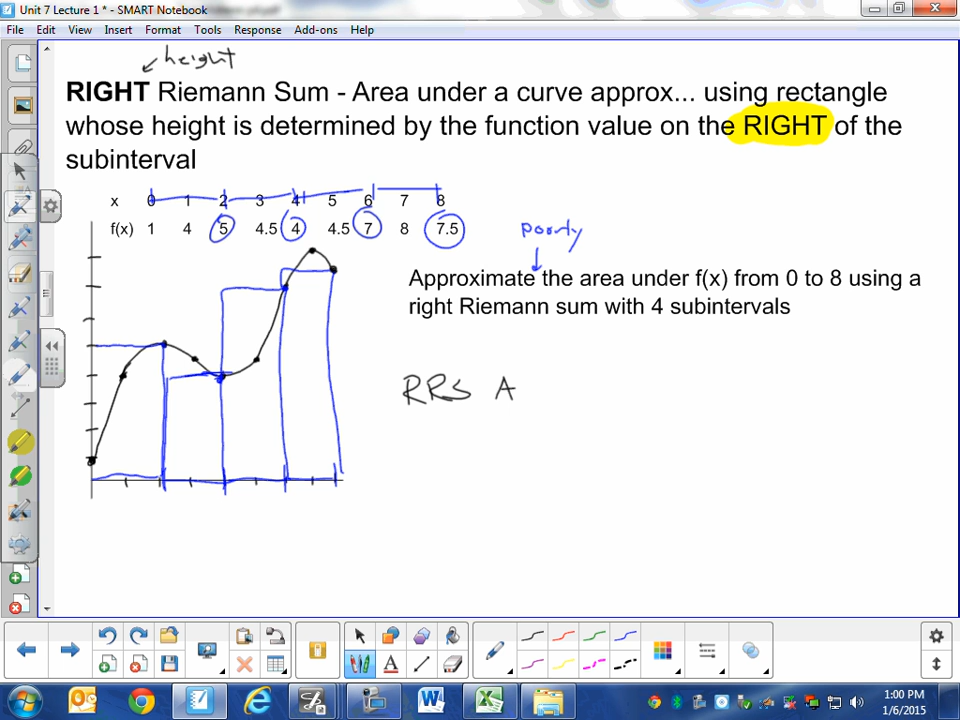 Unit 7 Lecture 1 * - SMART Notebook
File Edit View Insert Format Tools Response Add-ons Help
height
RIGHT Riemann Sum - Area under a curve approx... using rectangle
whose height is determined by the function value on the RIGHT of the
subinterval
x 0 1 2 3 4 5 6 7 8
f(x) 1 4 5 4.5 4 4.5 7 8 7.5
poorly
Approximate the area under f(x) from 0 to 8 using a
right Riemann sum with 4 subintervals
RRS A
A
1:00 PM
1/6/2015